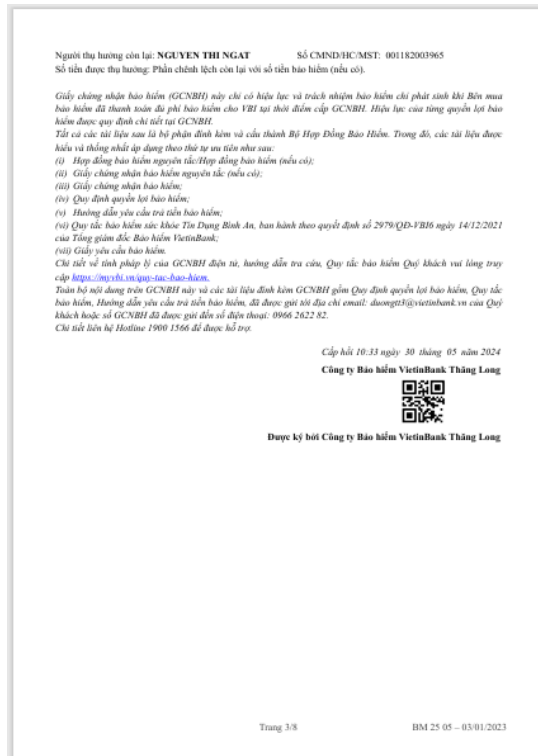 Người thụ hưởng còn lại: NGUYEN THI NGAT Số CMND/HC/MST: 001182003965
Số tiền được thụ hưởng: Phần chênh lệch còn lại với số tiền bảo hiểm (nếu có).
Giấy chứng nhận bảo hiểm (GCNBH) này chỉ có hiệu lực và trách nhiệm bảo hiểm chỉ phát sinh khi Bên mua
bảo hiểm đã thanh toán đủ phí bảo hiểm cho VBI tại thời điểm cấp GCNBH. Hiệu lực của từng quyền lợi bảo
hiểm được quy định chi tiết tại GCNBH.
Tất cả các tài liệu sau là bộ phận đính kèm và cấu thành Bộ Hợp Đồng Bảo Hiểm. Trong đó, các tài liệu được
hiểu và thống nhất áp dụng theo thứ tự ưu tiên như sau:
(i) Hợp đồng bảo hiểm nguyên tắc/Hợp đồng bảo hiểm (nếu có);
(ii) Giấy chứng nhận bảo hiểm nguyên tắc (nếu có);
(iii) Giấy chứng nhận bảo hiểm;
(iv) Quy định quyền lợi bảo hiểm;
(v) Hướng dẫn yêu cầu trả tiền bảo hiểm;
(vi) Quy tắc bảo hiểm sức khỏe Tín Dụng Bình An, ban hành theo quyết định số 2979/QĐ-VBI6 ngày 14/12/2021
của Tổng giám đốc Bảo hiểm VietinBank;
(vii) Giấy yêu cầu bảo hiểm.
Chi tiết về tính pháp lý của GCNBH điện tử, hướng dẫn tra cứu, Quy tắc bảo hiểm Quý khách vui lòng truy
cập https://myvbi.vn/quy-tac-bao-hiem.
Toàn bộ nội dung trên GCNBH này và các tài liệu đính kèm GCNBH gồm Quy định quyền lợi bảo hiểm, Quy tắc
bảo hiểm, Hướng dẫn yêu cầu trả tiền bảo hiểm, đã được gửi tới địa chỉ email: duongtt3@vietinbank.vn của Quý
khách hoặc số GCNBH đã được gửi đến số điện thoại: 0966 2622 82.
Chi tiết liên hệ Hotline 1900 1566 để được hỗ trợ.
Cấp hồi 10:33 ngày 30 tháng 05 năm 2024
Công ty Bảo hiểm VietinBank Thăng Long
Được ký bởi Công ty Bảo hiểm VietinBank Thăng Long
Trang 3/8 BM 25 05 – 03/01/2023